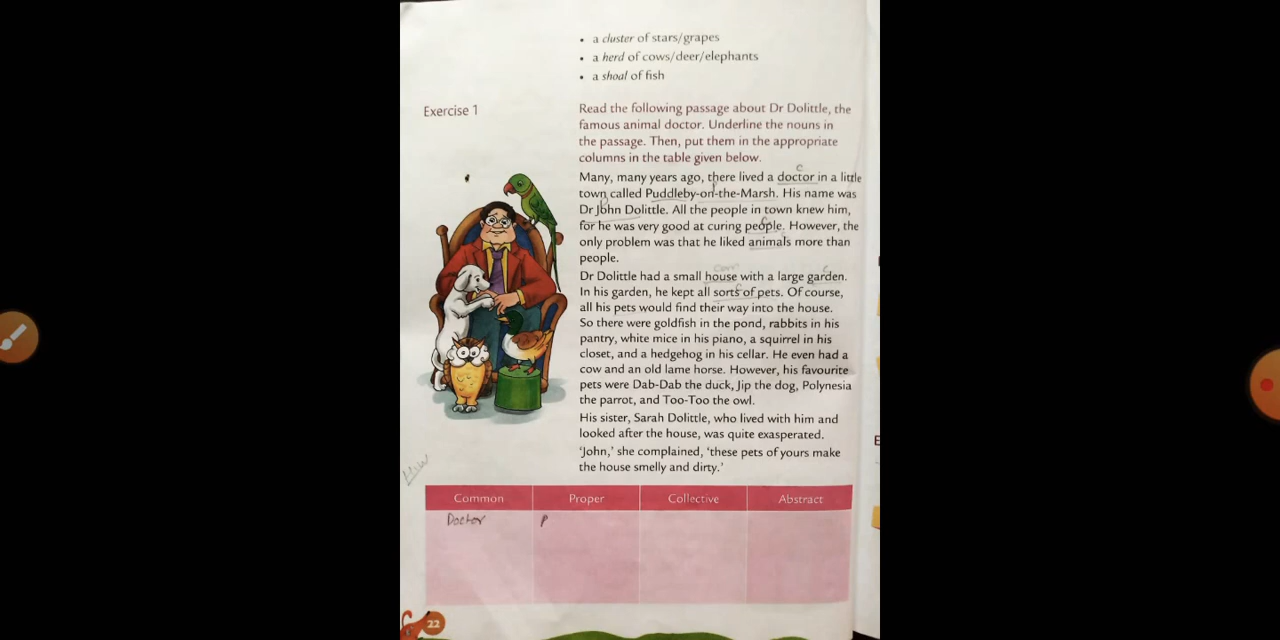 • a cluster of stars/grapes
• a herd of cows/deer/elephants
• a shoal of fish
Exercise 1
Read the following passage about Dr Dolittle, the
famous animal doctor. Underline the nouns in
the passage. Then, put them in the appropriate
columns in the table given below.
c
Many, many years ago, there lived a doctor in a little
town called Puddleby-on-the-Marsh. His name was
Dr John Dolittle. All the people in town knew him,
for he was very good at curing people. However, the
only problem was that he liked animals more than
people.
Dr Dolittle had a small house with a large garden.
In his garden, he kept all sorts of pets. Of course,
all his pets would find their way into the house.
So there were goldfish in the pond, rabbits in his
pantry, white mice in his piano, a squirrel in his
closet, and a hedgehog in his cellar. He even had a
cow and an old lame horse. However, his favourite
pets were Dab-Dab the duck, Jip the dog, Polynesia
the parrot, and Too-Too the owl.
His sister, Sarah Dolittle, who lived with him and
looked after the house, was quite exasperated.
‘John,’ she complained, ‘these pets of yours make
the house smelly and dirty.’
H.W
Common Proper Collective Abstract
Doctor P
22
E